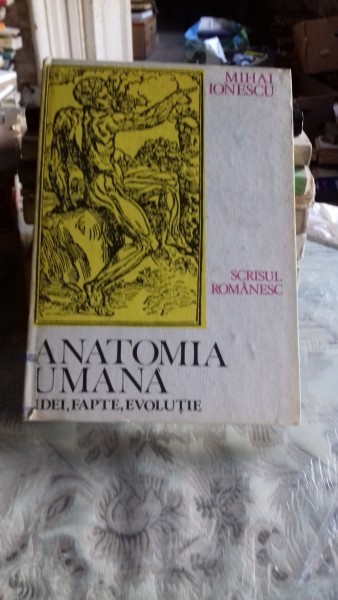 MIHAI
IONESCU
SCRISUL
ROMÂNESC
ANATOMIA
UMANĂ
IDEI, FAPTE, EVOLUȚIE